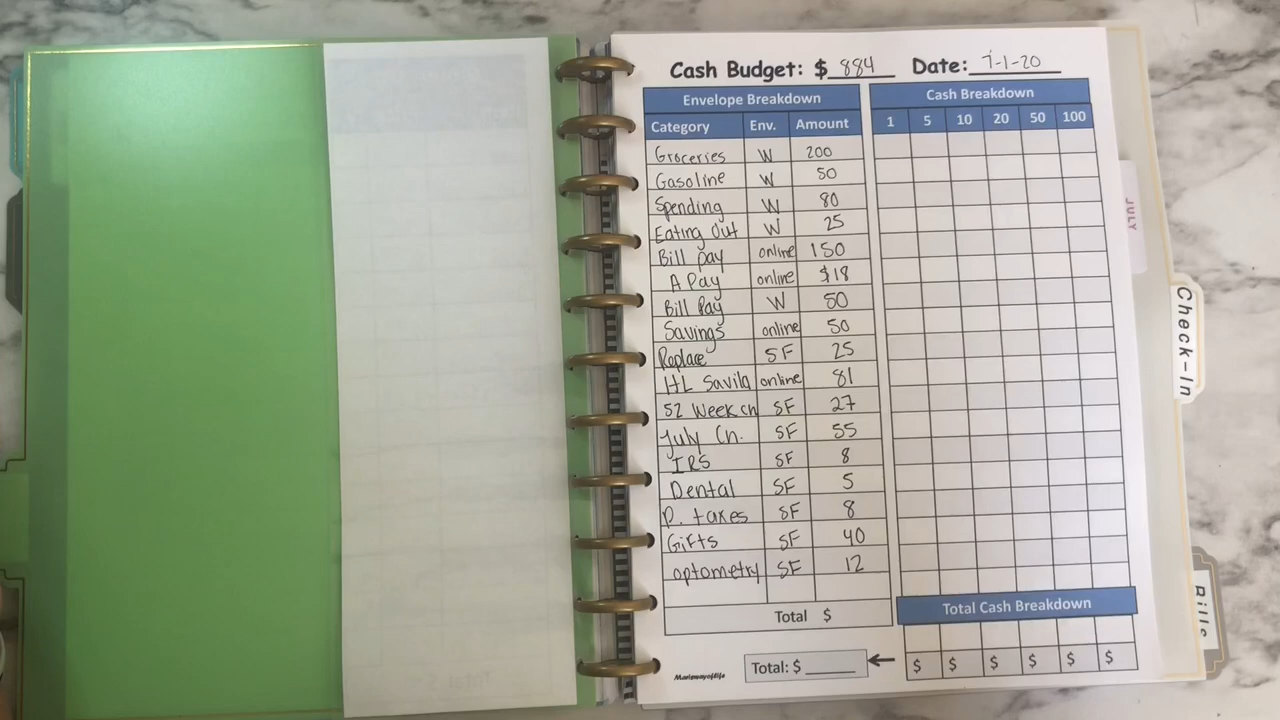 Cash Budget: $ 884 Date: 7-1-20
Envelope Breakdown
Category Env. Amount
Groceries W 200
Gasoline W 50
Spending W 80
Eating Out W 25
Bill pay online 150
A Pay online $18
Bill Pay W 50
Savings online 50
Replace SF 25
HL online 81
52 Week ch SF 27
July Ch. SF 55
IRS SF 8
Dental SF 5
P. taxes SF 8
Gifts SF 40
optometry SF 12
Total $
Total: $
Mariswayoflife
Cash Breakdown
1 5 10 20 50 100
Total Cash Breakdown
$ $ $ $ $ $
JULY
Check-In
Bills